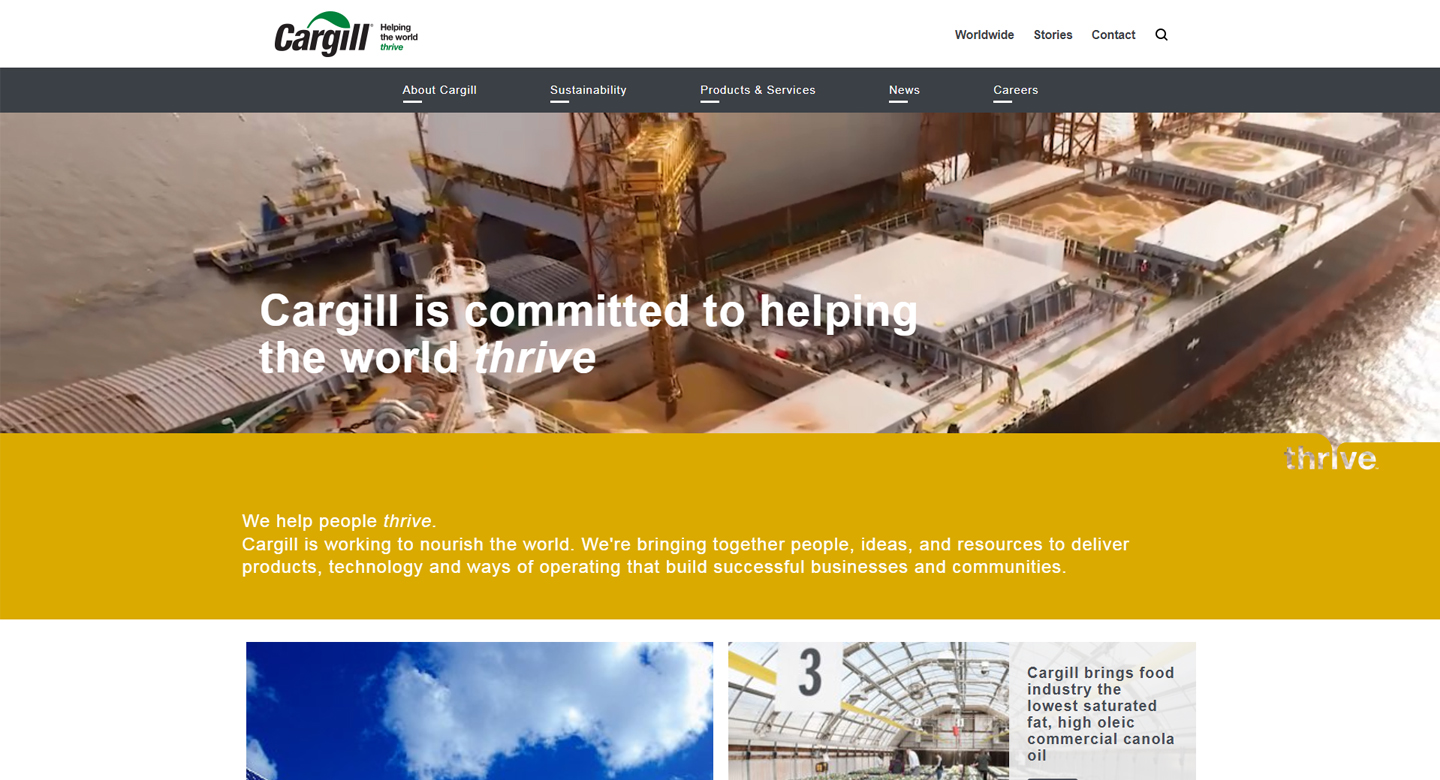 Cargill
Helping
the world
thrive
Worldwide Stories Contact
About Cargill Sustainability Products & Services News Careers
Cargill is committed to helping
the world thrive
thrive
We help people thrive.
Cargill is working to nourish the world. We're bringing together people, ideas, and resources to deliver
products, technology and ways of operating that build successful businesses and communities.
3
Cargill brings food
industry the
lowest saturated
fat, high oleic
commercial canola
oil